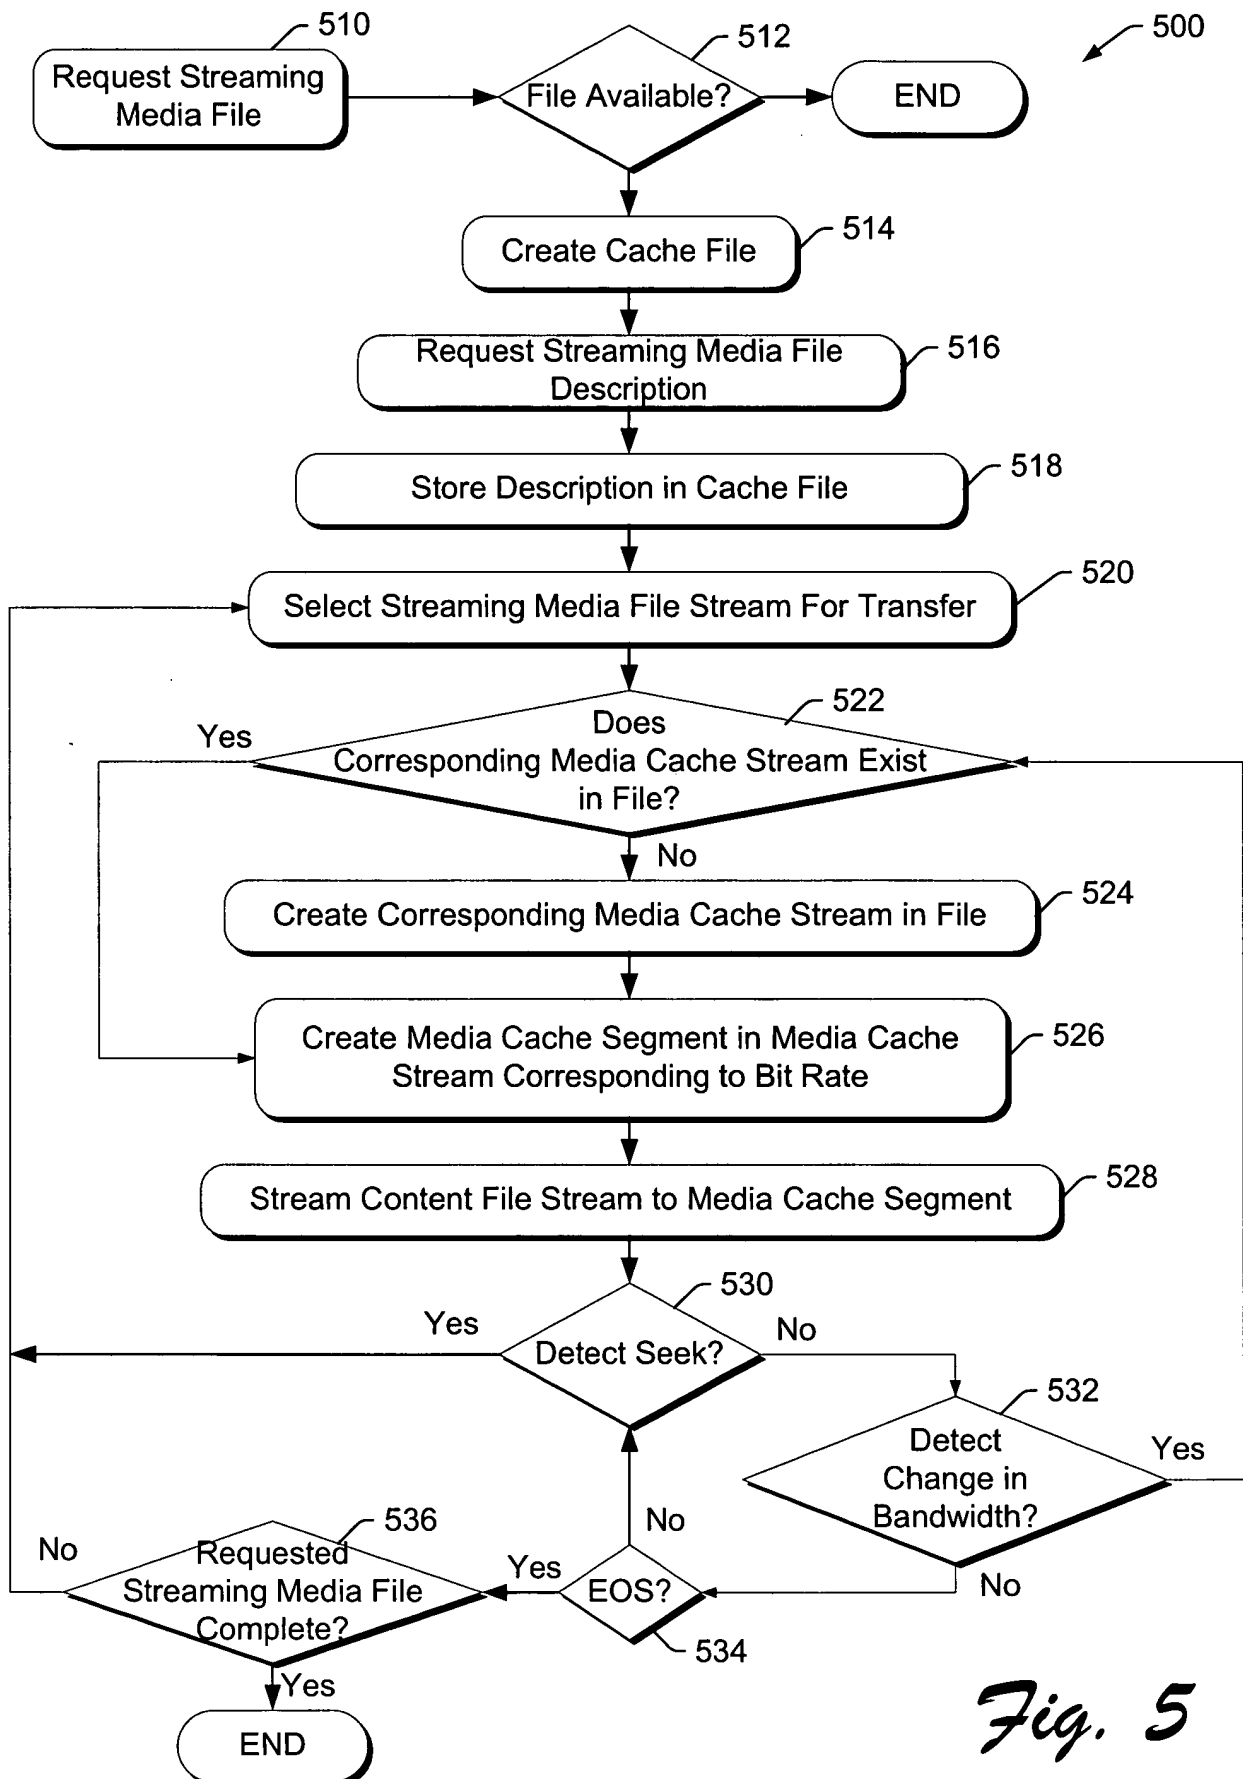 500
510
Request Streaming
Media File
512
File Available?
END
514
Create Cache File
516
Request Streaming Media File
Description
518
Store Description in Cache File
520
Select Streaming Media File Stream For Transfer
522
Does
Corresponding Media Cache Stream Exist
in File?
Yes
No
524
Create Corresponding Media Cache Stream in File
526
Create Media Cache Segment in Media Cache
Stream Corresponding to Bit Rate
528
Stream Content File Stream to Media Cache Segment
530
Detect Seek?
Yes
No
532
Detect
Change in
Bandwidth?
Yes
No
EOS?
534
No
Yes
536
Requested
Streaming Media File
Complete?
No
Yes
END
Fig. 5